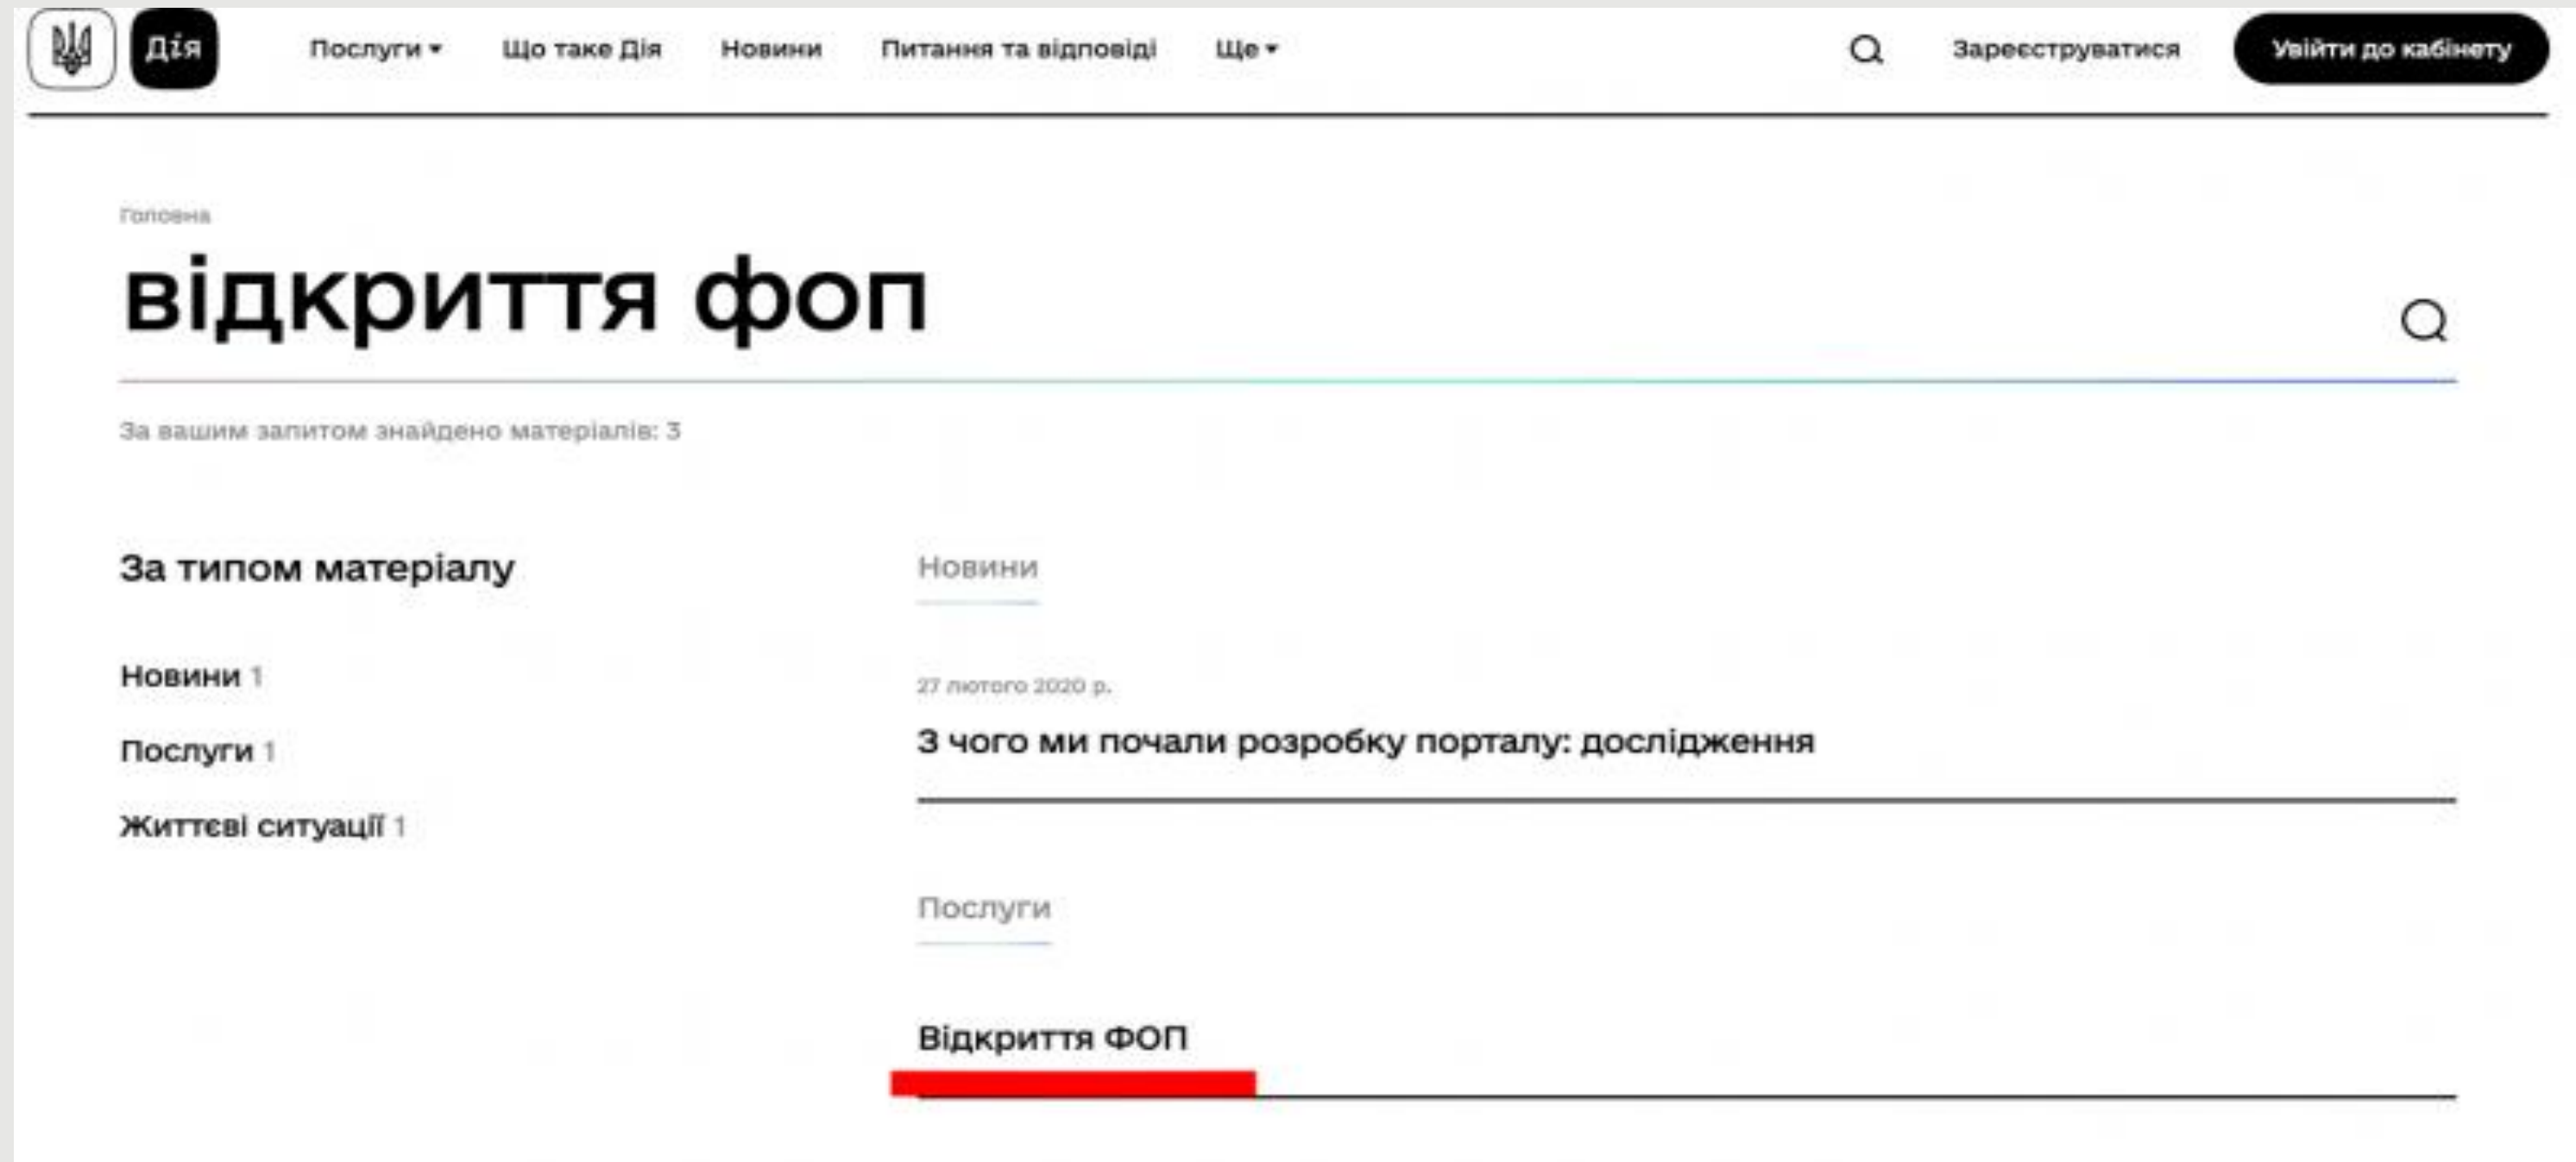 Дія
Послуги
Що таке Дія
Новини
Питання та відповіді
Ще
Зареєструватися
Увійти до кабінету
Головна
відкриття фоп
За вашим запитом знайдено матеріалів: 3
За типом матеріалу
Новини 1
Послуги 1
Життєві ситуації 1
Новини
27 лютого 2020 р.
З чого ми почали розробку порталу: дослідження
Послуги
Відкриття ФОП